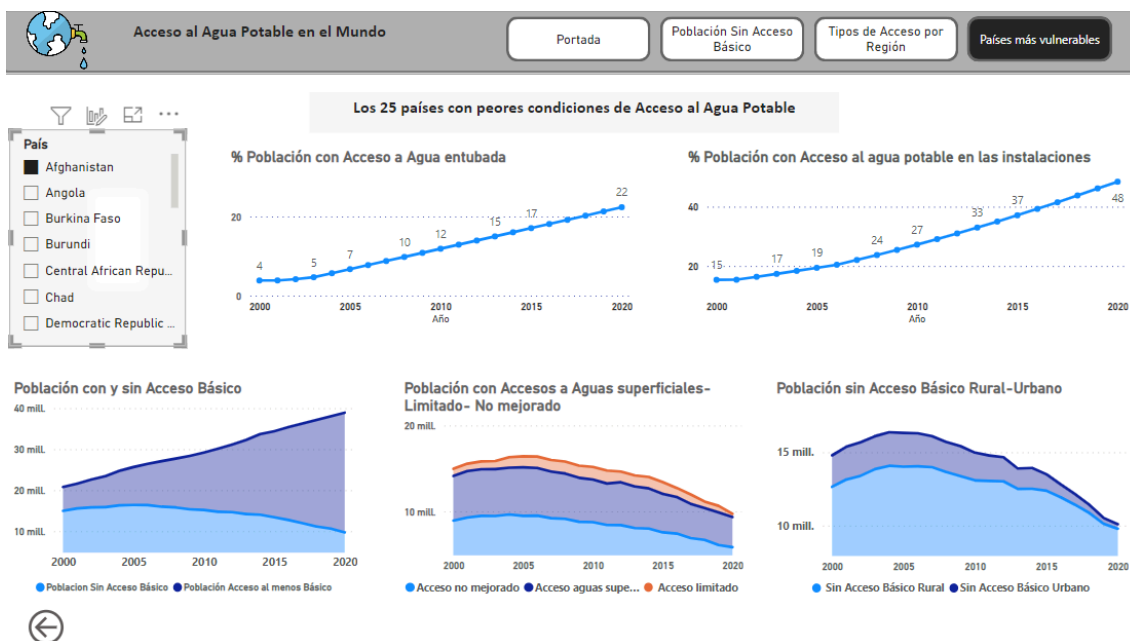 Acceso al Agua Potable en el Mundo
Portada
Población Sin Acceso
Básico
Tipos de Acceso por
Región
Países más vulnerables
Los 25 países con peores condiciones de Acceso al Agua Potable
País
Afghanistan
Angola
Burkina Faso
Burundi
Central African Repu...
Chad
Democratic Republic ...
% Población con Acceso a Agua entubada
20
0
4
5
7
10
12
15
17
22
2000
2005
2010
2015
2020
Año
% Población con Acceso al agua potable en las instalaciones
40
20
15
17
19
24
27
33
37
48
2000
2005
2010
2015
2020
Año
Población con y sin Acceso Básico
40 mill.
30 mill.
20 mill.
10 mill.
2000
2005
2010
2015
2020
Poblacion Sin Acceso Básico
Población Acceso al menos Básico
Población con Accesos a Aguas superficiales-
Limitado- No mejorado
20 mill.
10 mill.
2000
2005
2010
2015
2020
Acceso no mejorado
Acceso aguas supe...
Acceso limitado
Población sin Acceso Básico Rural-Urbano
15 mill.
10 mill.
2000
2005
2010
2015
2020
Sin Acceso Básico Rural
Sin Acceso Básico Urbano